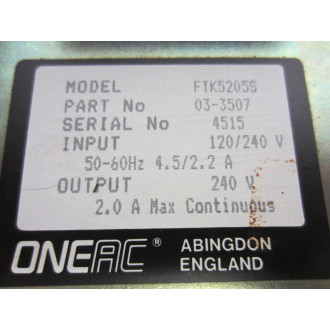 MODEL FTK5205S
PART No 03-3507
SERIAL No 4515
INPUT 120/240 V
50-60Hz 4.5/2.2 A
OUTPUT 240 V
2.0 A Max Continuous
ONEAC® ABINGDON
ENGLAND